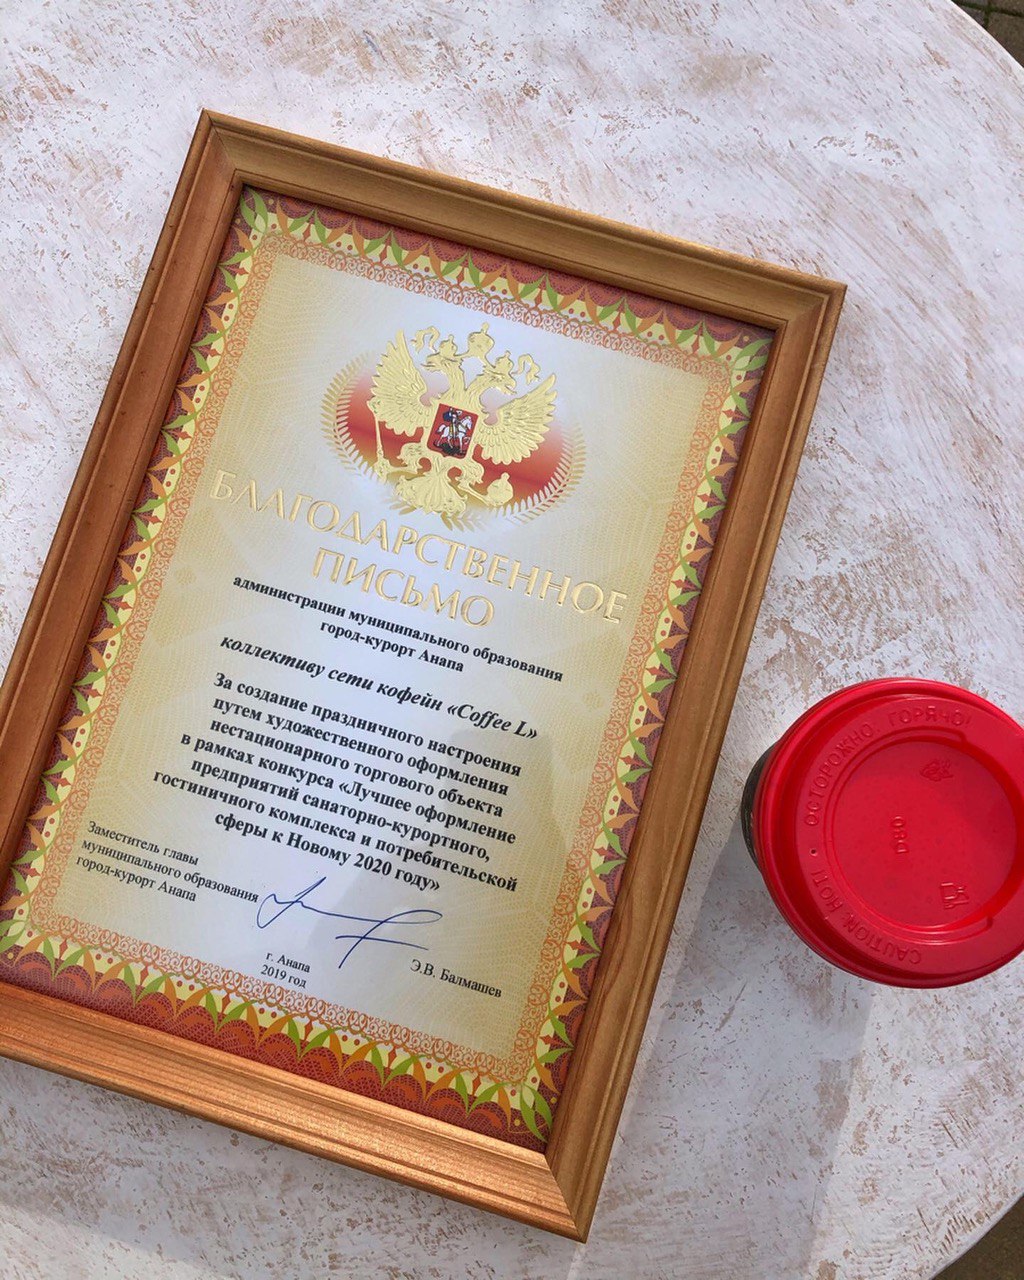 БЛАГОДАРСТВЕННОЕ
ПИСЬМО
администрации муниципального образования
город-курорт Анапа
коллективу сети кофейн «Coffee L»
За создание праздничного настроения
путем художественного оформления
нестационарного торгового объекта
в рамках конкурса «Лучшее оформление
предприятий санаторно-курортного,
гостиничного комплекса и потребительской
сферы к Новому 2020 году»
Заместитель главы
муниципального образования
город-курорт Анапа
Э.В. Балмашев
г. Анапа
2019 год
ОСТОРОЖНО! ГОРЯЧО!
CAUTION, HOT!
D80